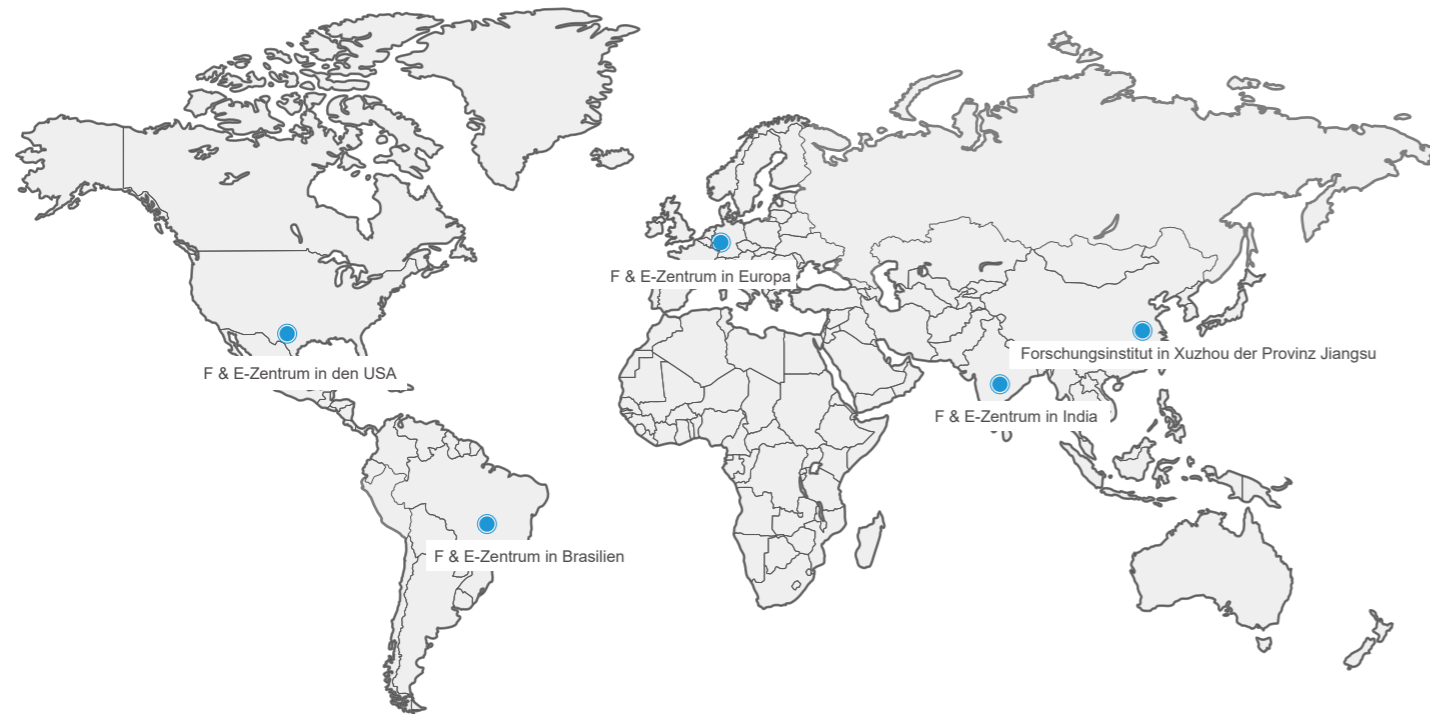 F & E-Zentrum in Europa
Forschungsinstitut in Xuzhou der Provinz Jiangsu
F & E-Zentrum in den USA
F & E-Zentrum in India
F & E-Zentrum in Brasilien